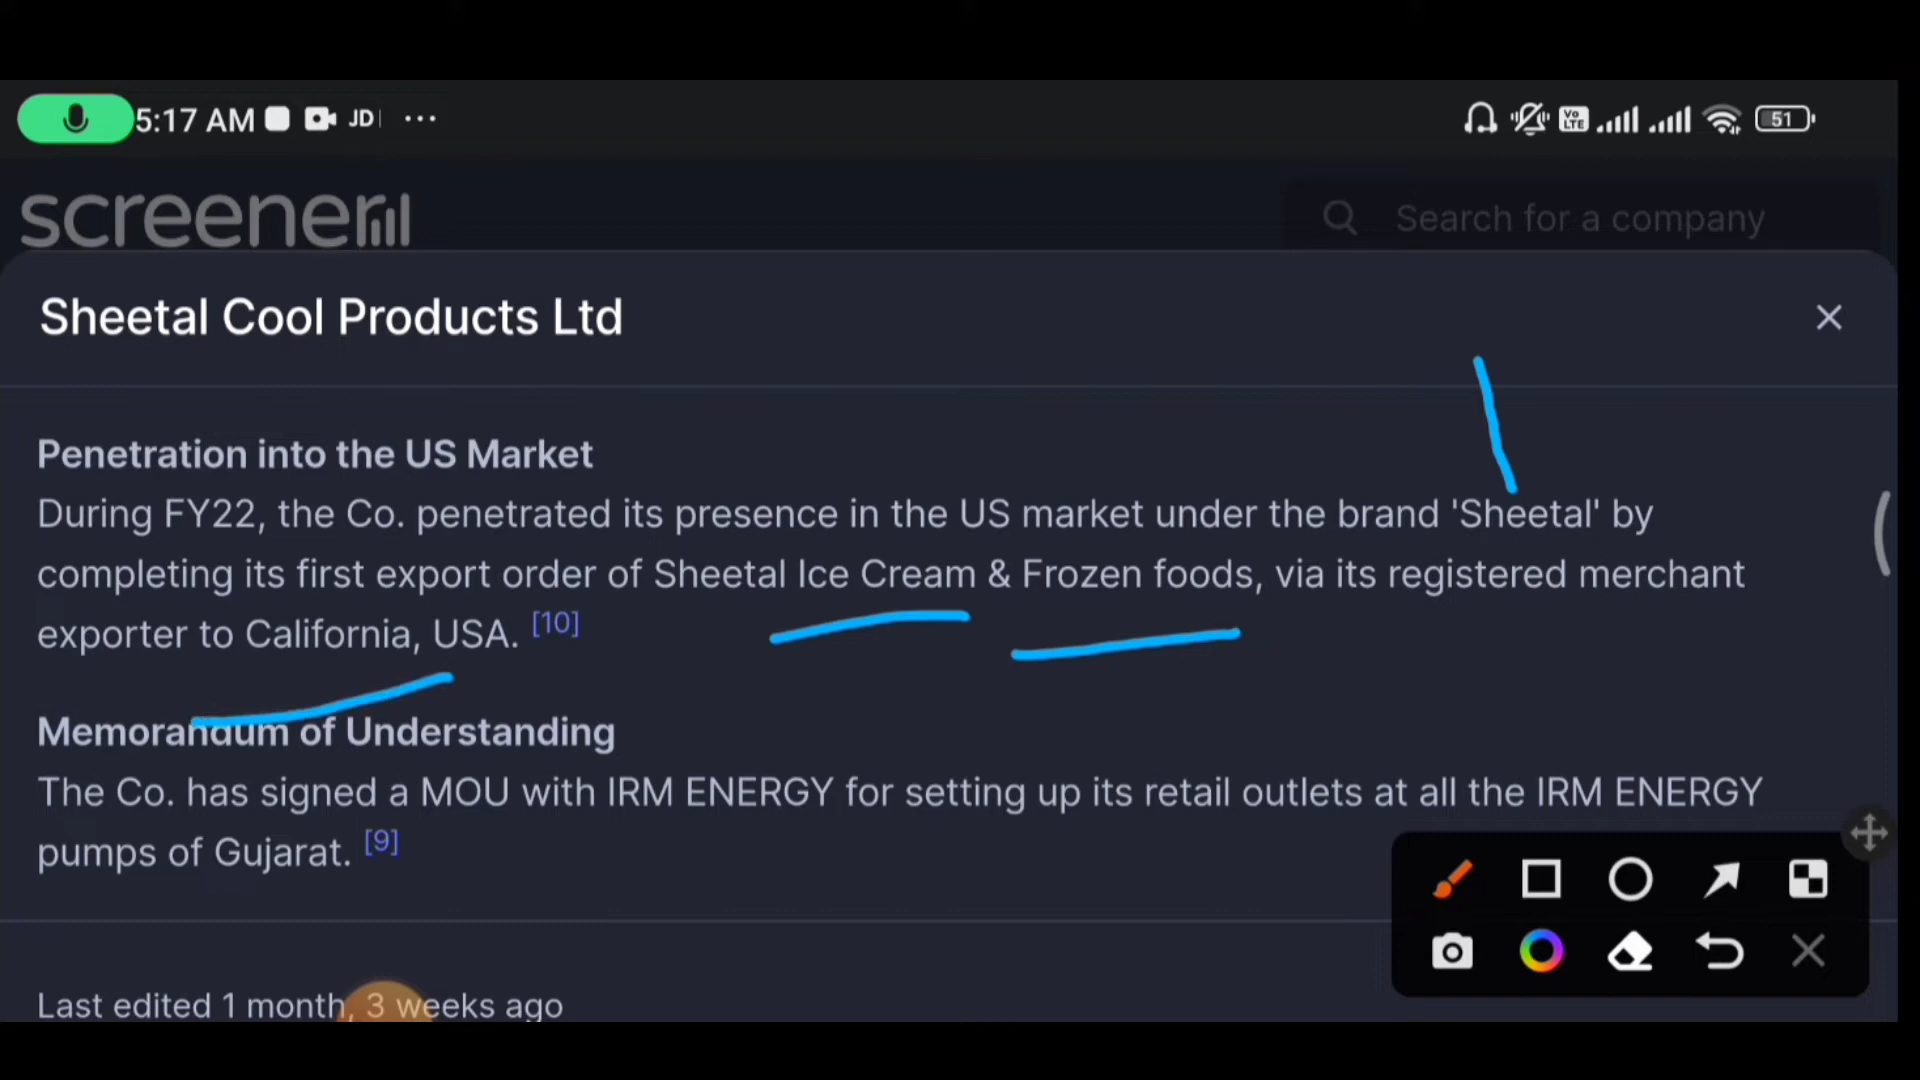 5:17 AM JD ...
Vo LTE 51
screener
Search for a company
Sheetal Cool Products Ltd
Penetration into the US Market
During FY22, the Co. penetrated its presence in the US market under the brand 'Sheetal' by
completing its first export order of Sheetal Ice Cream & Frozen foods, via its registered merchant
exporter to California, USA. [10]
Memorandum of Understanding
The Co. has signed a MOU with IRM ENERGY for setting up its retail outlets at all the IRM ENERGY
pumps of Gujarat. [9]
Last edited 1 month, 3 weeks ago